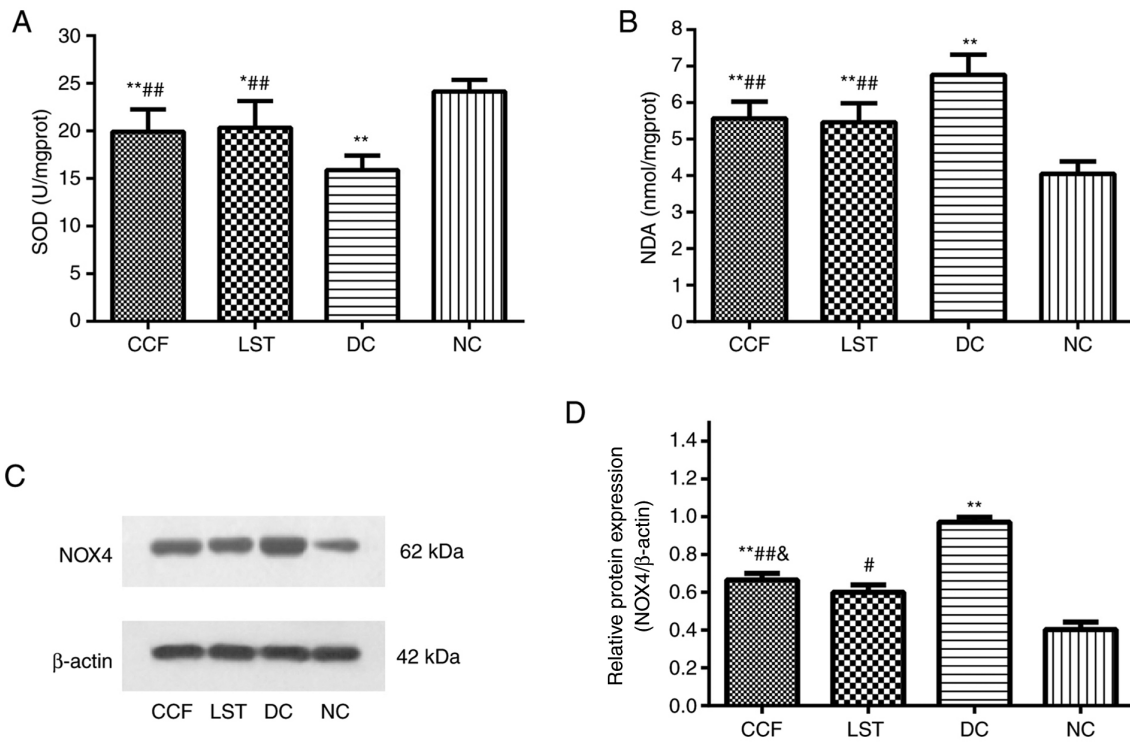 A
SOD (U/mgprot)
30
25
20
15
10
5
0
**##
*##
**
CCF LST DC NC
B
NDA (nmol/mgprot)
8
7
6
5
4
3
2
1
0
**##
**##
**
CCF LST DC NC
C
NOX4 62 kDa
β-actin 42 kDa
CCF LST DC NC
D
Relative protein expression
(NOX4/β-actin)
1.4
1.2
1.0
0.8
0.6
0.4
0.2
0.0
**##&
#
**
CCF LST DC NC